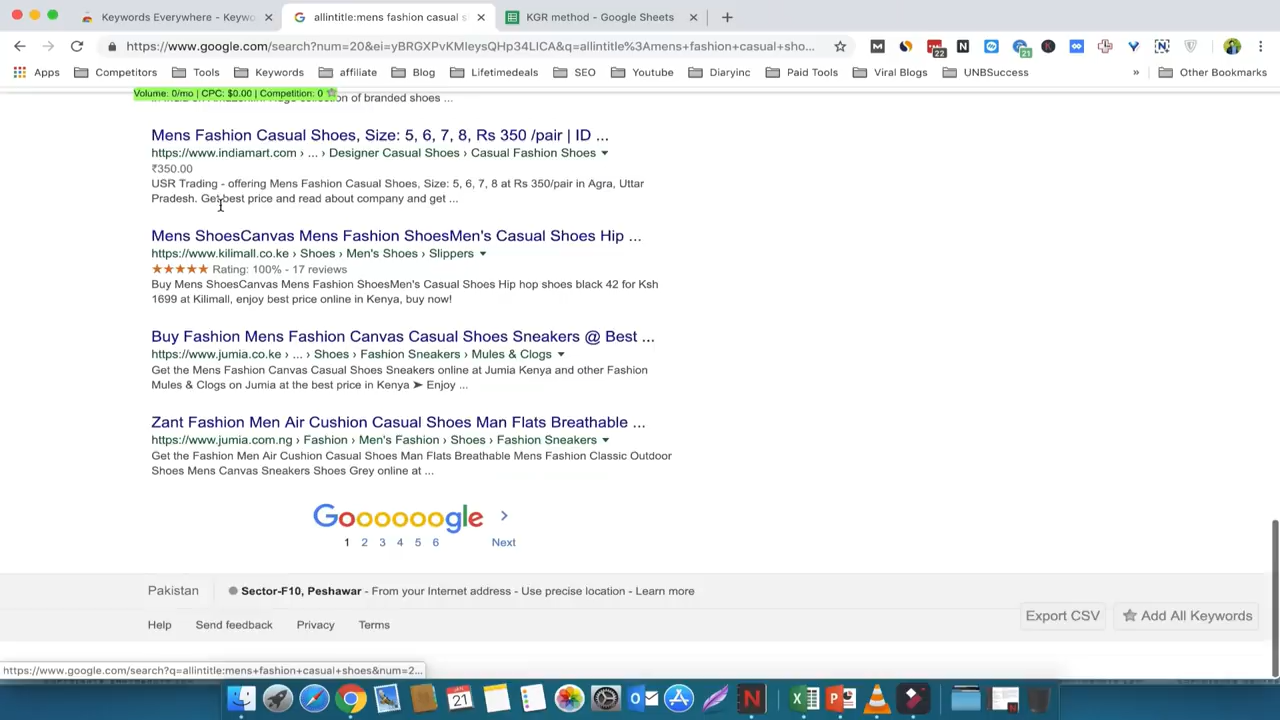 Keywords Everywhere - Keywo
allintitle:mens fashion casual s
KGR method - Google Sheets
https://www.google.com/search?num=20&ei=yBRGXPvKMIeysQHp34LICA&q=allintitle%3Amens+fashion+casual+sho...
22
21
Apps
Competitors
Tools
Keywords
affiliate
Blog
Lifetimedeals
SEO
Youtube
Diaryinc
Paid Tools
Viral Blogs
UNBSuccess
»
Other Bookmarks
Volume: 0/mo | CPC: $0.00 | Competition: 0
collection of branded shoes ...
Mens Fashion Casual Shoes, Size: 5, 6, 7, 8, Rs 350 /pair | ID ...
https://www.indiamart.com › ... › Designer Casual Shoes › Casual Fashion Shoes
₹350.00
USR Trading - offering Mens Fashion Casual Shoes, Size: 5, 6, 7, 8 at Rs 350/pair in Agra, Uttar
Pradesh. Get best price and read about company and get ...
Mens ShoesCanvas Mens Fashion ShoesMen's Casual Shoes Hip ...
https://www.kilimall.co.ke › Shoes › Men's Shoes › Slippers
Rating: 100% - 17 reviews
Buy Mens ShoesCanvas Mens Fashion ShoesMen's Casual Shoes Hip hop shoes black 42 for Ksh
1699 at Kilimall, enjoy best price online in Kenya, buy now!
Buy Fashion Mens Fashion Canvas Casual Shoes Sneakers @ Best ...
https://www.jumia.co.ke › ... › Shoes › Fashion Sneakers › Mules & Clogs
Get the Mens Fashion Canvas Casual Shoes Sneakers online at Jumia Kenya and other Fashion
Mules & Clogs on Jumia at the best price in Kenya ➤ Enjoy ...
Zant Fashion Men Air Cushion Casual Shoes Man Flats Breathable ...
https://www.jumia.com.ng › Fashion › Men's Fashion › Shoes › Fashion Sneakers
Get the Fashion Men Air Cushion Casual Shoes Man Flats Breathable Mens Fashion Classic Outdoor
Shoes Mens Canvas Sneakers Shoes Grey online at ...
Goooooogle
1 2 3 4 5 6 Next
Pakistan
Sector-F10, Peshawar - From your Internet address - Use precise location - Learn more
Help
Send feedback
Privacy
Terms
Export CSV
Add All Keywords
https://www.google.com/search?q=allintitle:mens+fashion+casual+shoes&num=2...
21